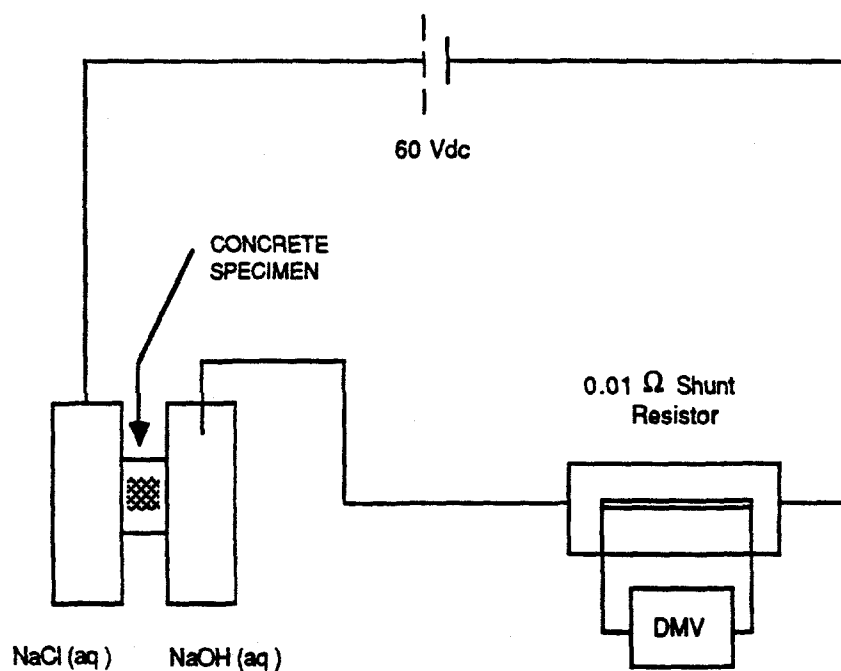 60 Vdc
CONCRETE
SPECIMEN
0.01 Ω Shunt
Resistor
DMV
NaCl (aq )
NaOH (aq )